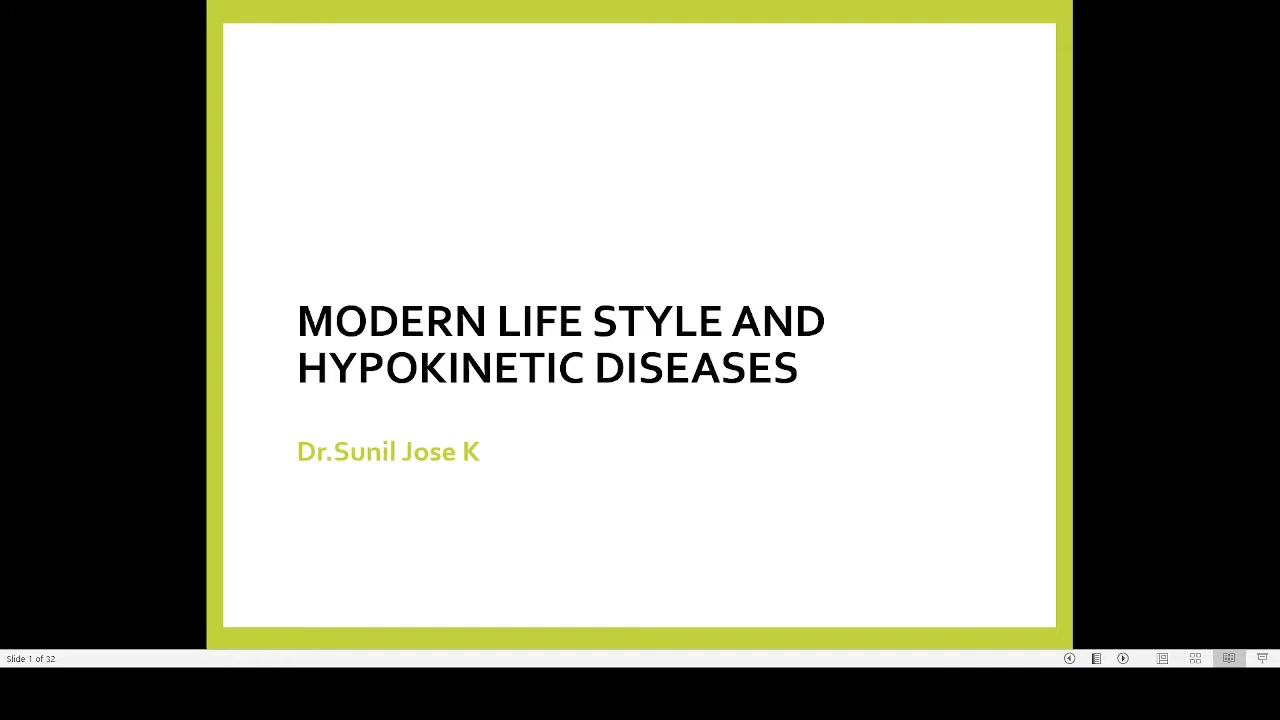 MODERN LIFE STYLE AND
HYPOKINETIC DISEASES
Dr.Sunil Jose K
Slide 1 of 32